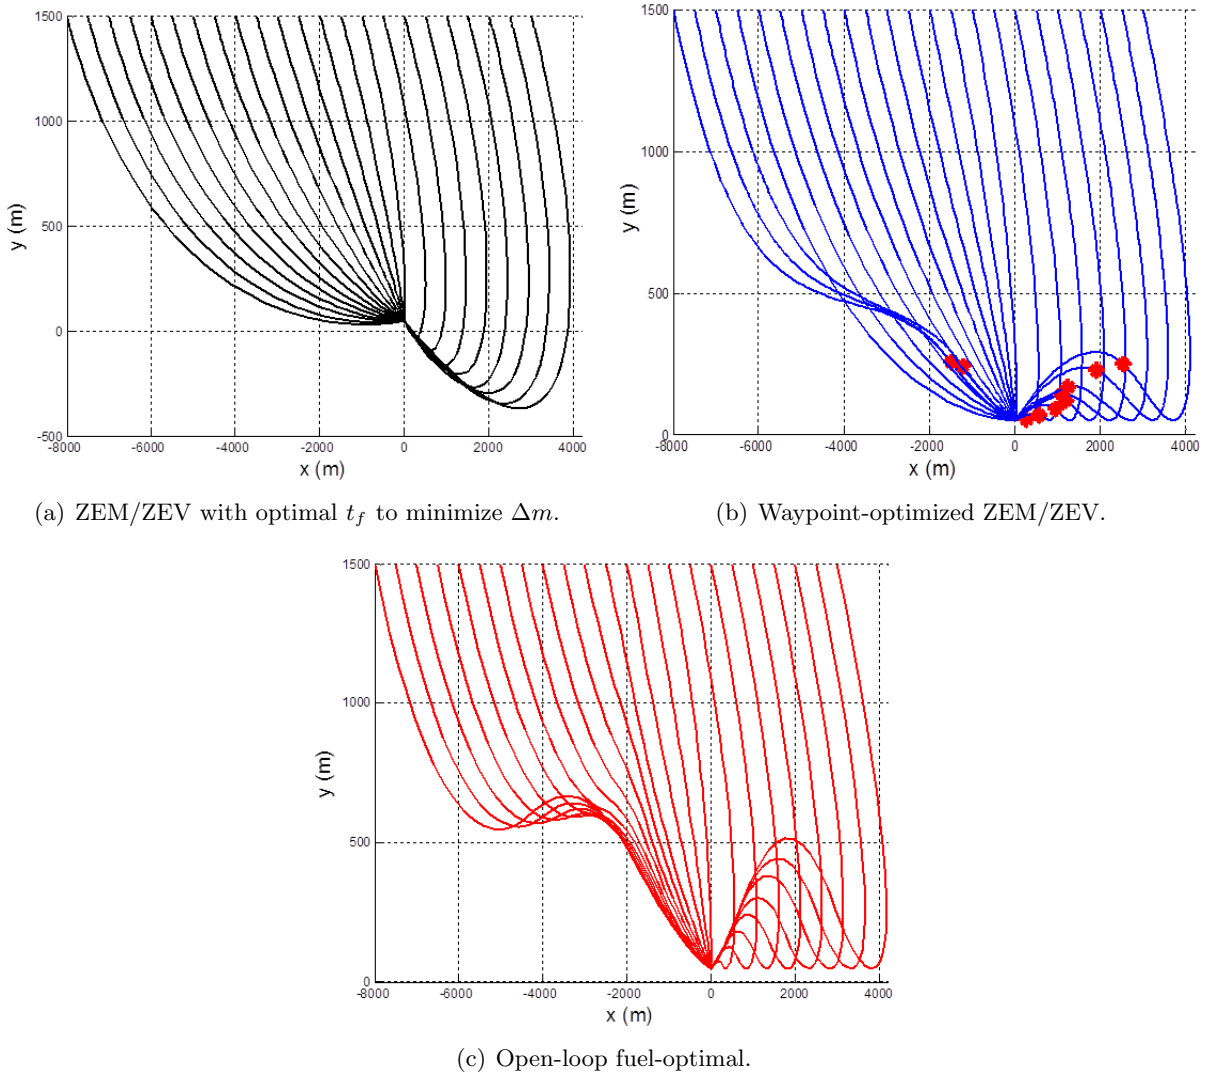 1500
1000
500
0
-500
y (m)
-8000 -6000 -4000 -2000 0 2000 4000
x (m)
(a) ZEM/ZEV with optimal t_f to minimize Δm.
1500
1000
500
0
y (m)
-8000 -6000 -4000 -2000 0 2000 4000
x (m)
(b) Waypoint-optimized ZEM/ZEV.
1500
1000
500
0
y (m)
-8000 -6000 -4000 -2000 0 2000 4000
x (m)
(c) Open-loop fuel-optimal.